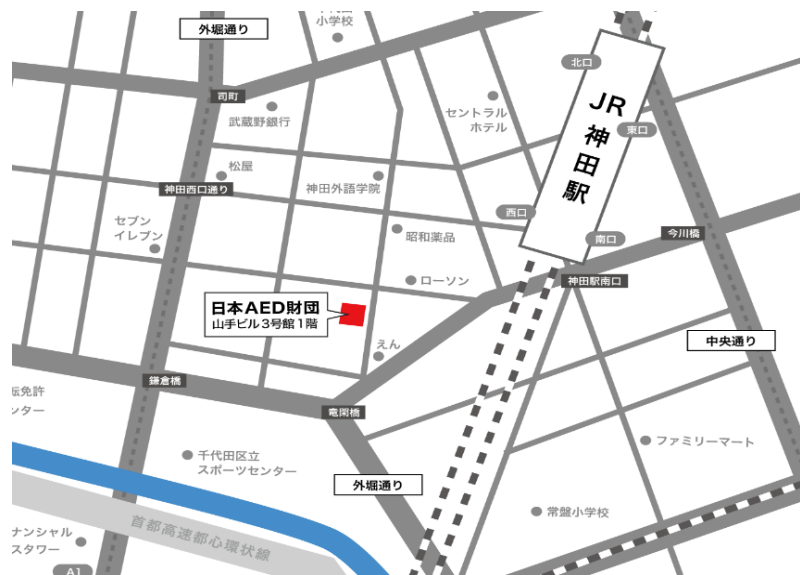 外堀通り
小学校
北口
司町
武蔵野銀行
セントラル
ホテル
JR
神田駅
東口
松屋
神田西口通り
神田外語学院
西口
セブン
イレブン
昭和薬品
南口
今川橋
ローソン
神田駅南口
日本AED財団
山手ビル3号館1階
えん
中央通り
鎌倉橋
転免許
ンター
竜閑橋
千代田区立
スポーツセンター
外堀通り
ファミリーマート
常盤小学校
首都高速都心環状線
ナンシャル
スタワー
A1